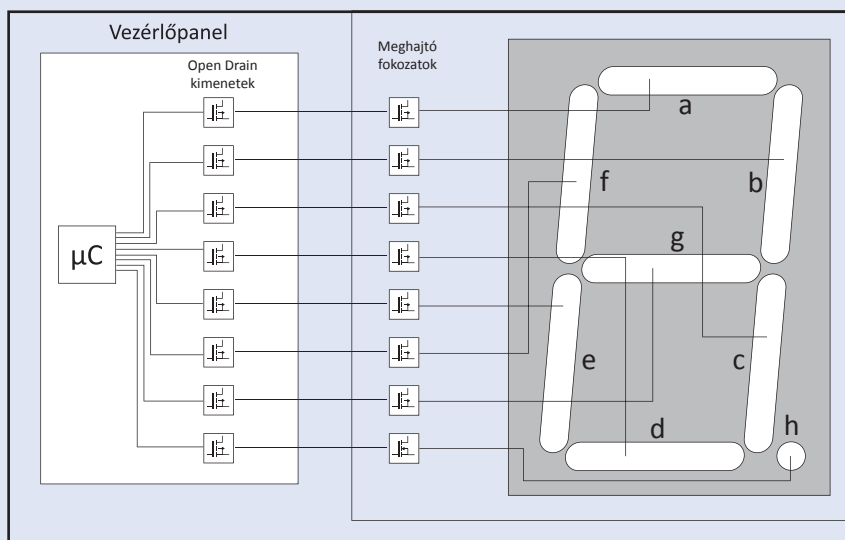 Vezérlőpanel
Open Drain
kimenetek
Meghajtó
fokozatok
µC
a
f
b
g
e
c
d
h